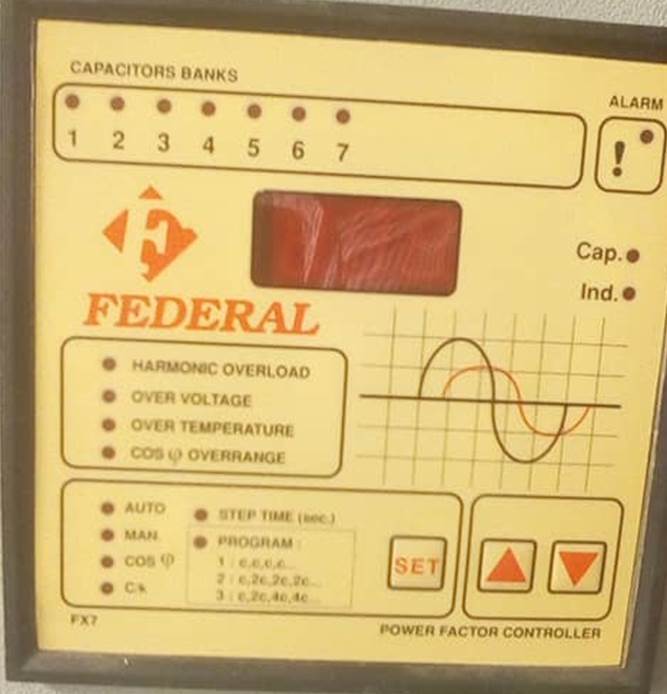 CAPACITORS BANKS
ALARM
1 2 3 4 5 6 7
!
F
Cap.
Ind.
FEDERAL
HARMONIC OVERLOAD
OVER VOLTAGE
OVER TEMPERATURE
COS φ OVERRANGE
AUTO
MAN.
COS φ
C/k
STEP TIME (sec.)
PROGRAM :
1 : c,c,c,c...
2 : c,2c,2c,2c...
3 : c,2c,4c,4c...
SET
FX7
POWER FACTOR CONTROLLER